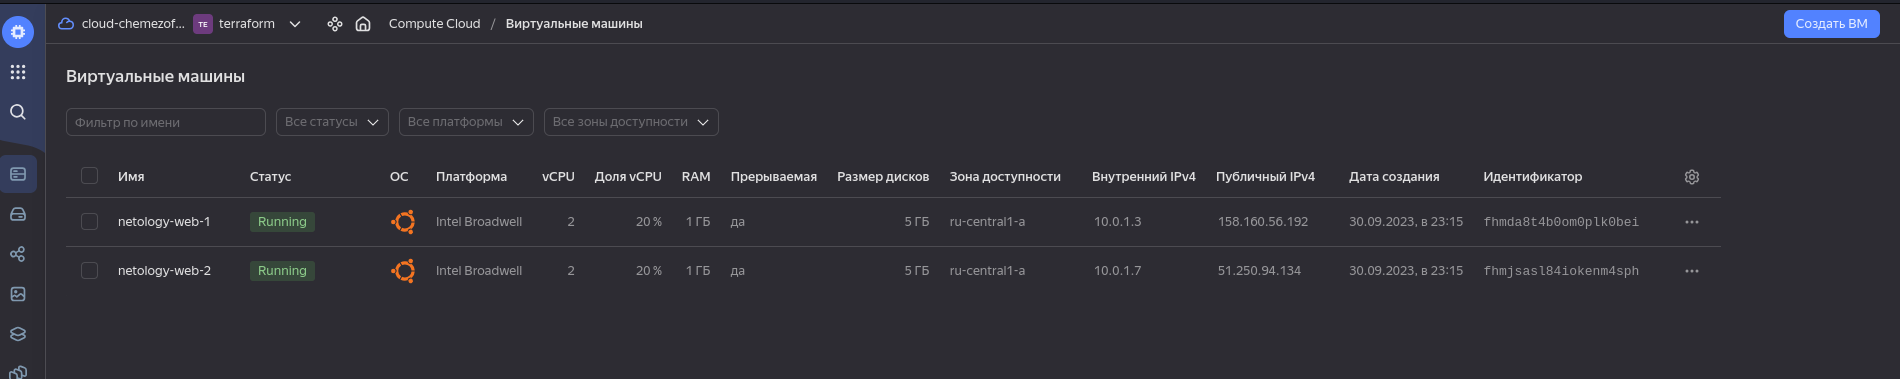 cloud-chemezof... TE terraform Compute Cloud / Виртуальные машины Создать ВМ
Виртуальные машины
Фильтр по имени Все статусы Все платформы Все зоны доступности
Имя Статус ОС Платформа vCPU Доля vCPU RAM Прерываемая Размер дисков Зона доступности Внутренний IPv4 Публичный IPv4 Дата создания Идентификатор
netology-web-1 Running Intel Broadwell 2 20 % 1 ГБ да 5 ГБ ru-central1-a 10.0.1.3 158.160.56.192 30.09.2023, в 23:15 fhmda8t4b0om0plk0bei
netology-web-2 Running Intel Broadwell 2 20 % 1 ГБ да 5 ГБ ru-central1-a 10.0.1.7 51.250.94.134 30.09.2023, в 23:15 fhmjsasl84iokenm4sph